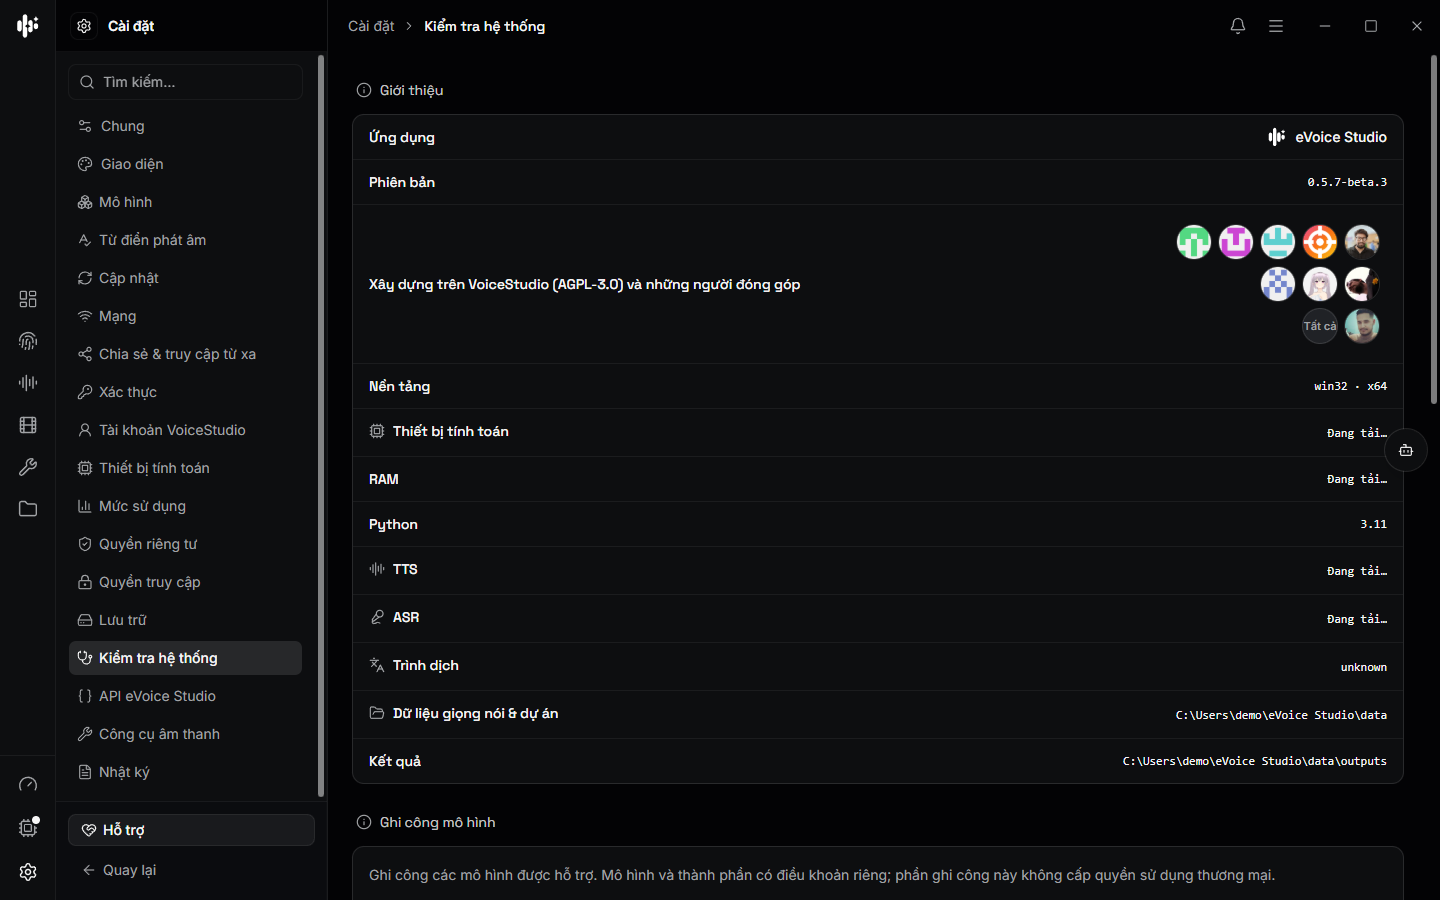 Cài đặt
Cài đặt > Kiểm tra hệ thống
Tìm kiếm...
Chung
Giao diện
Mô hình
Từ điển phát âm
Cập nhật
Mạng
Chia sẻ & truy cập từ xa
Xác thực
Tài khoản VoiceStudio
Thiết bị tính toán
Mức sử dụng
Quyền riêng tư
Quyền truy cập
Lưu trữ
Kiểm tra hệ thống
API eVoice Studio
Công cụ âm thanh
Nhật ký
Hỗ trợ
Quay lại
Giới thiệu
Ứng dụng
eVoice Studio
Phiên bản
0.5.7-beta.3
Xây dựng trên VoiceStudio (AGPL-3.0) và những người đóng góp
Tất cả
Nền tảng
win32 · x64
Thiết bị tính toán
Đang tải…
RAM
Đang tải…
Python
3.11
TTS
Đang tải…
ASR
Đang tải…
Trình dịch
unknown
Dữ liệu giọng nói & dự án
C:\Users\demo\eVoice Studio\data
Kết quả
C:\Users\demo\eVoice Studio\data\outputs
Ghi công mô hình
Ghi công các mô hình được hỗ trợ. Mô hình và thành phần có điều khoản riêng; phần ghi công này không cấp quyền sử dụng thương mại.